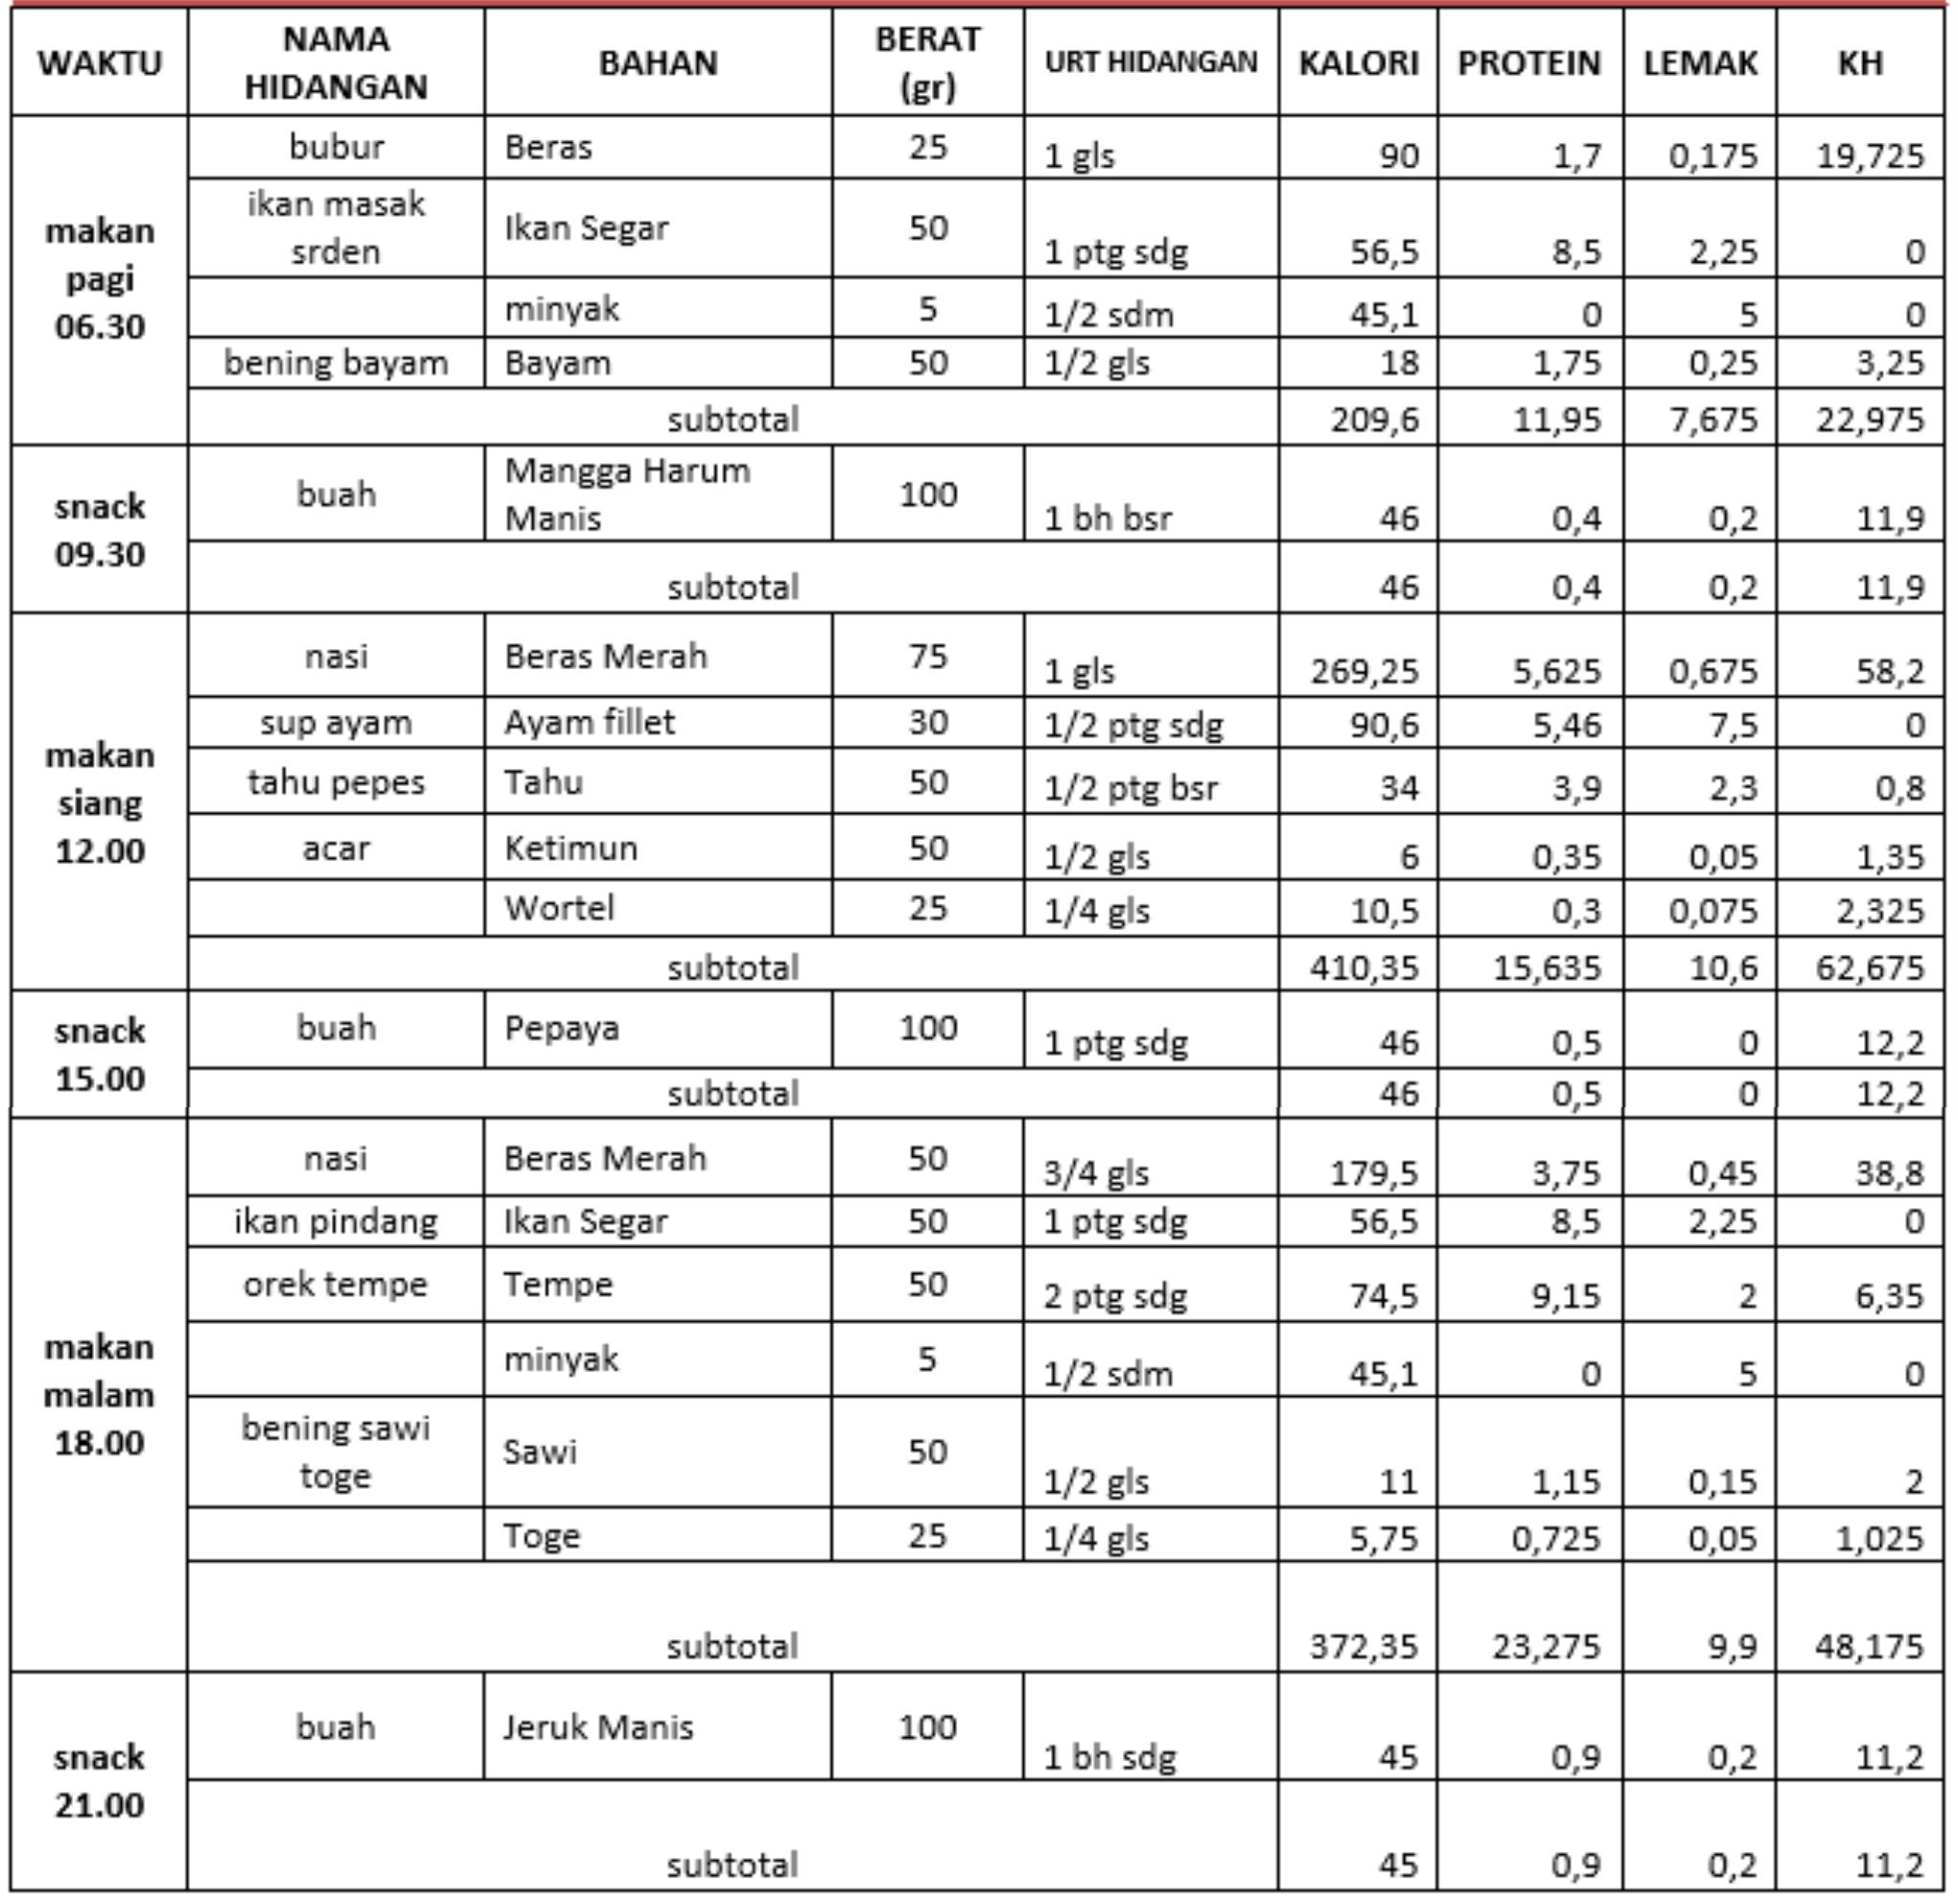 WAKTU NAMA HIDANGAN BAHAN BERAT (gr) URT HIDANGAN KALORI PROTEIN LEMAK KH
makan pagi 06.30 bubur Beras 25 1 gls 90 1,7 0,175 19,725
ikan masak srden Ikan Segar 50 1 ptg sdg 56,5 8,5 2,25 0
minyak 5 1/2 sdm 45,1 0 5 0
bening bayam Bayam 50 1/2 gls 18 1,75 0,25 3,25
subtotal 209,6 11,95 7,675 22,975
snack 09.30 buah Mangga Harum Manis 100 1 bh bsr 46 0,4 0,2 11,9
subtotal 46 0,4 0,2 11,9
makan siang 12.00 nasi Beras Merah 75 1 gls 269,25 5,625 0,675 58,2
sup ayam Ayam fillet 30 1/2 ptg sdg 90,6 5,46 7,5 0
tahu pepes Tahu 50 1/2 ptg bsr 34 3,9 2,3 0,8
acar Ketimun 50 1/2 gls 6 0,35 0,05 1,35
Wortel 25 1/4 gls 10,5 0,3 0,075 2,325
subtotal 410,35 15,635 10,6 62,675
snack 15.00 buah Pepaya 100 1 ptg sdg 46 0,5 0 12,2
subtotal 46 0,5 0 12,2
makan malam 18.00 nasi Beras Merah 50 3/4 gls 179,5 3,75 0,45 38,8
ikan pindang Ikan Segar 50 1 ptg sdg 56,5 8,5 2,25 0
orek tempe Tempe 50 2 ptg sdg 74,5 9,15 2 6,35
minyak 5 1/2 sdm 45,1 0 5 0
bening sawi toge Sawi 50 1/2 gls 11 1,15 0,15 2
Toge 25 1/4 gls 5,75 0,725 0,05 1,025
subtotal 372,35 23,275 9,9 48,175
snack 21.00 buah Jeruk Manis 100 1 bh sdg 45 0,9 0,2 11,2
subtotal 45 0,9 0,2 11,2